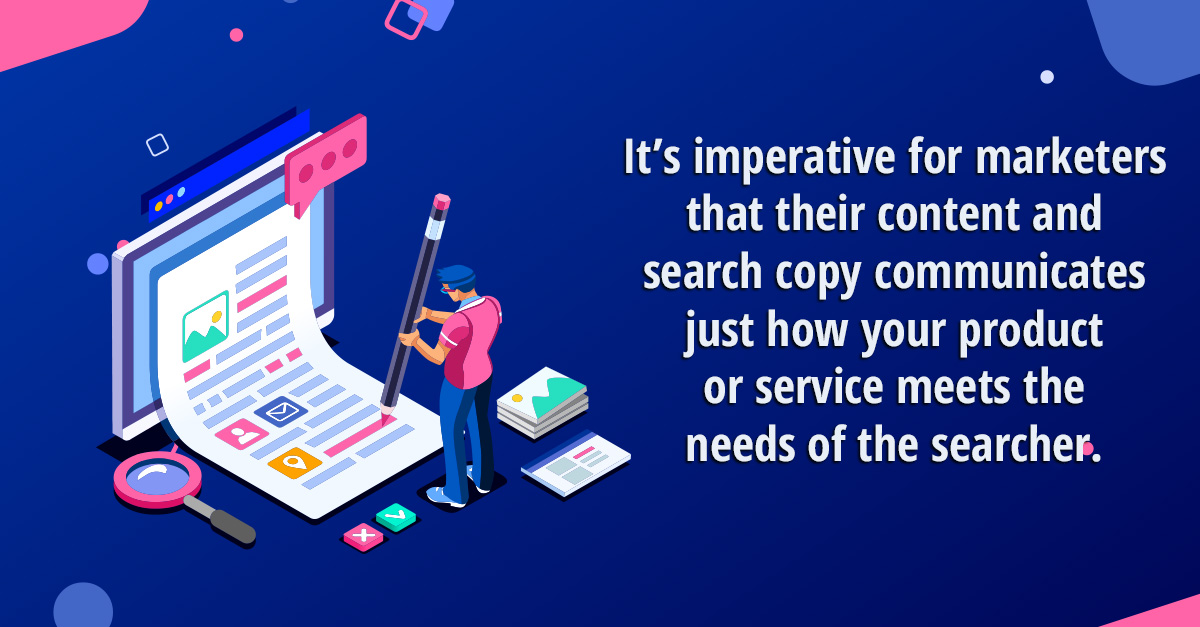 It’s imperative for marketers
that their content and
search copy communicates
just how your product
or service meets the
needs of the searcher.